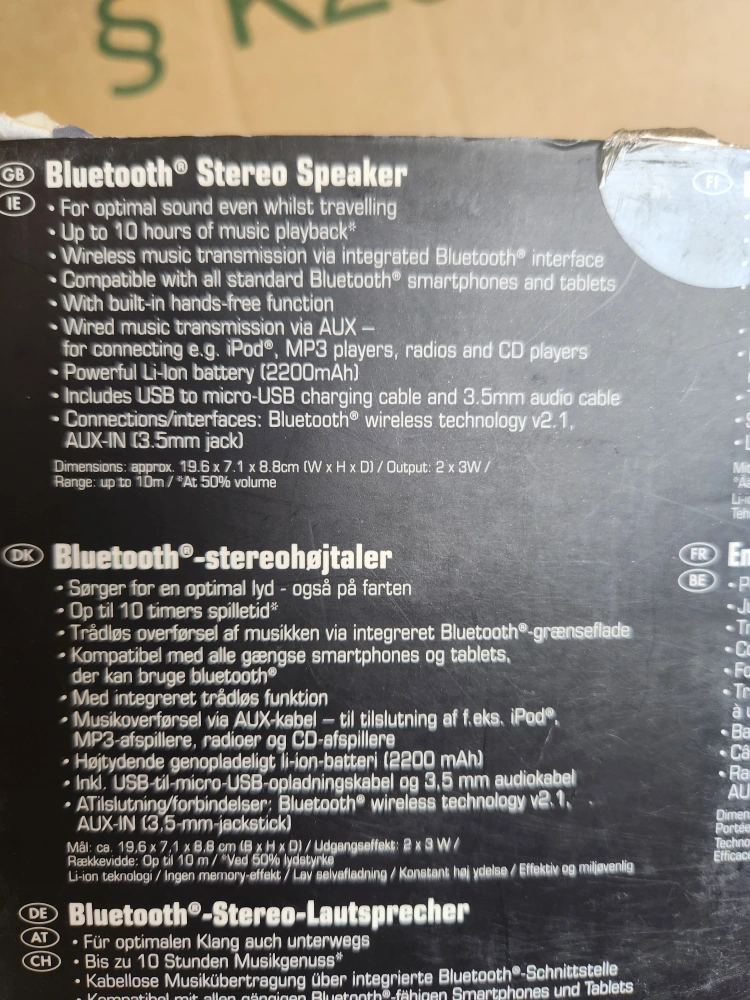 §
GB Bluetooth® Stereo Speaker
IE
• For optimal sound even whilst travelling
• Up to 10 hours of music playback*
• Wireless music transmission via integrated Bluetooth® interface
• Compatible with all standard Bluetooth® smartphones and tablets
• With built-in hands-free function
• Wired music transmission via AUX –
for connecting e.g. iPod®, MP3 players, radios and CD players
• Powerful Li-Ion battery (2200mAh)
• Includes USB to micro-USB charging cable and 3.5mm audio cable
• Connections/interfaces: Bluetooth® wireless technology v2.1,
AUX-IN (3.5mm jack)
Dimensions: approx. 19.6 x 7.1 x 8.8cm (W x H x D) / Output: 2 x 3W /
Range: up to 10m / *At 50% volume
DK Bluetooth®-stereohøjtaler
• Sørger for en optimal lyd - også på farten
• Op til 10 timers spilletid*
• Trådløs overførsel af musikken via integreret Bluetooth®-grænseflade
• Kompatibel med alle gængse smartphones og tablets,
der kan bruge bluetooth®
• Med integreret trådløs funktion
• Musikoverførsel via AUX-kabel – til tilslutning af f.eks. iPod®,
MP3-afspillere, radioer og CD-afspillere
• Højtydende genopladeligt li-ion-batteri (2200 mAh)
• Inkl. USB-til-micro-USB-opladningskabel og 3,5 mm audiokabel
• ATilslutning/forbindelser: Bluetooth® wireless technology v2.1,
AUX-IN (3,5-mm-jackstick)
Mål: ca. 19,6 x 7,1 x 8,8 cm (B x H x D) / Udgangseffekt: 2 x 3 W /
Rækkevidde: Op til 10 m / *Ved 50% lydstyrke
Li-ion teknologi / Ingen memory-effekt / Lav selvafladning / Konstant høj ydelse / Effektiv og miljøvenlig
DE Bluetooth®-Stereo-Lautsprecher
AT
CH
• Für optimalen Klang auch unterwegs
• Bis zu 10 Stunden Musikgenuss*
• Kabellose Musikübertragung über integrierte Bluetooth®-Schnittstelle
• Kompatibel mit allen gängigen Bluetooth®-fähigen Smartphones und Tablets
FI
FR
BE